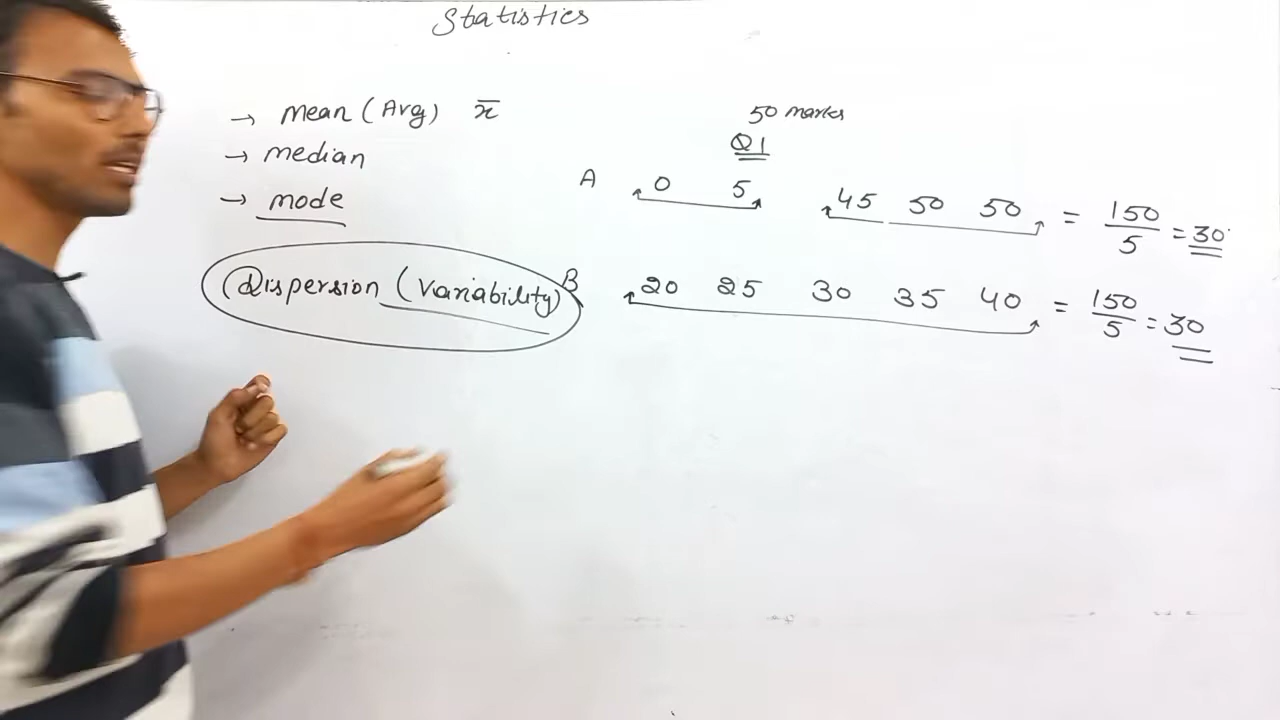 Statistics
→ mean (Avg) x̄
→ median
→ mode
Dispersion (Variability)
50 marks
Q1
A 0 5 45 50 50 = 150/5 = 30
B 20 25 30 35 40 = 150/5 = 30